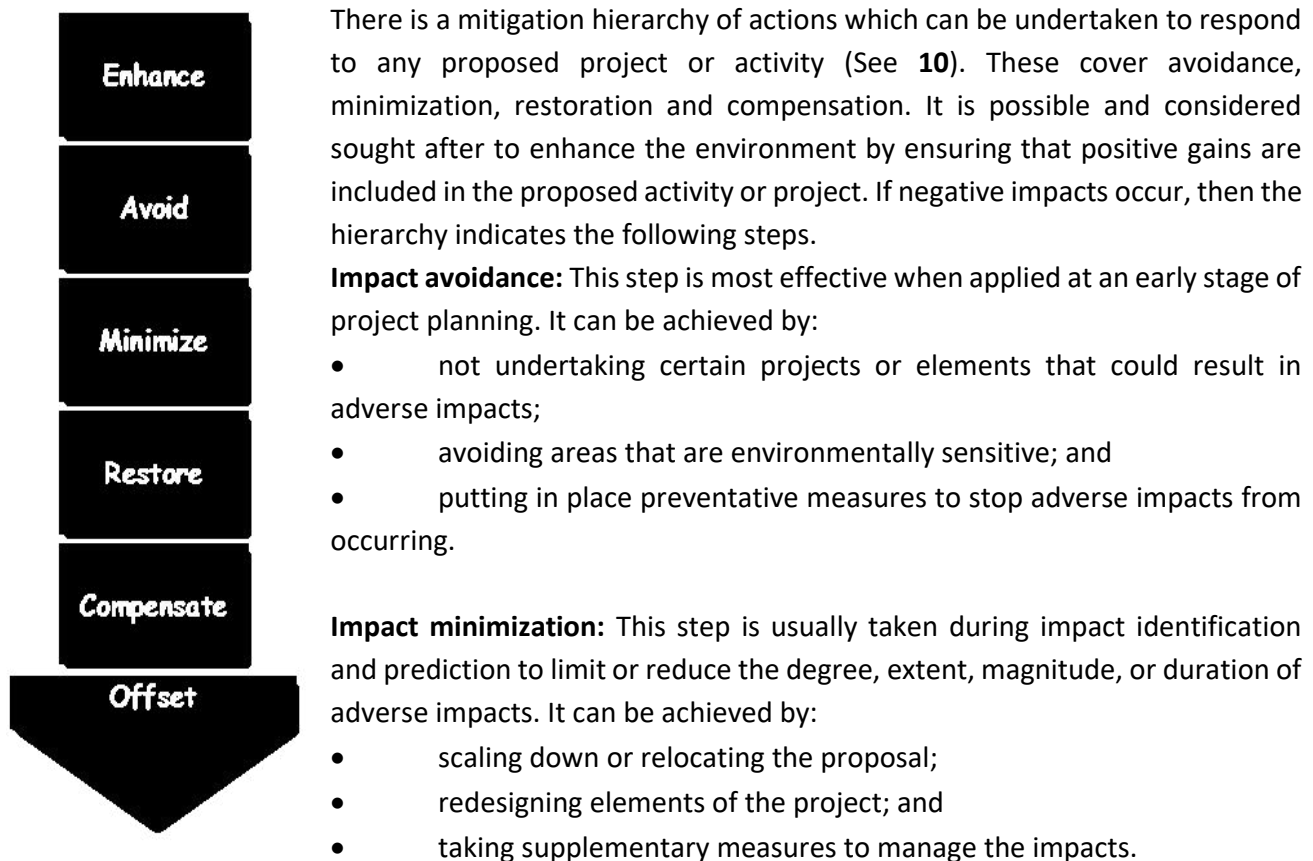 Enhance
Avoid
Minimize
Restore
Compensate
Offset
There is a mitigation hierarchy of actions which can be undertaken to respond
to any proposed project or activity (See 10). These cover avoidance,
minimization, restoration and compensation. It is possible and considered
sought after to enhance the environment by ensuring that positive gains are
included in the proposed activity or project. If negative impacts occur, then the
hierarchy indicates the following steps.
Impact avoidance: This step is most effective when applied at an early stage of
project planning. It can be achieved by:
• not undertaking certain projects or elements that could result in
adverse impacts;
• avoiding areas that are environmentally sensitive; and
• putting in place preventative measures to stop adverse impacts from
occurring.
Impact minimization: This step is usually taken during impact identification
and prediction to limit or reduce the degree, extent, magnitude, or duration of
adverse impacts. It can be achieved by:
• scaling down or relocating the proposal;
• redesigning elements of the project; and
• taking supplementary measures to manage the impacts.